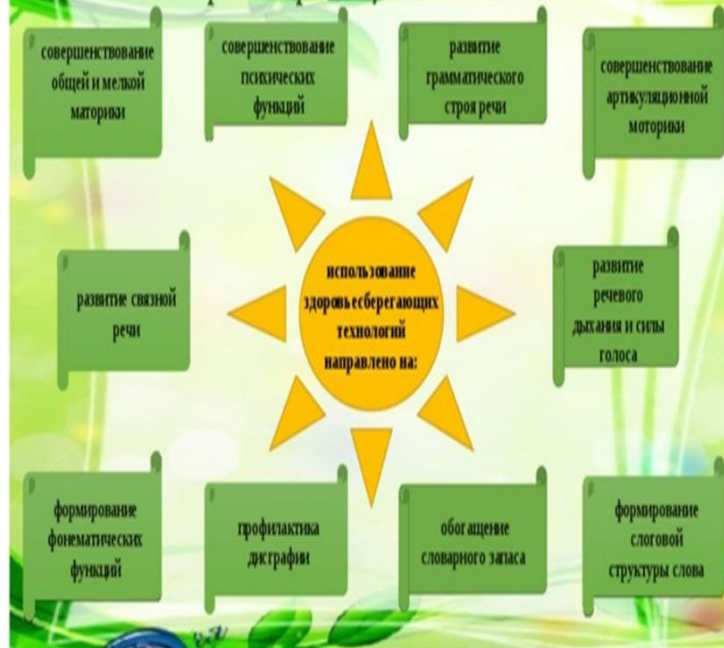 совершенствование
общей и мелкой
маторики
совершенствование
психических
функций
развитие
грамматического
строя речи
совершенствование
артикуляционной
моторики
использование
здоровьесберегающих
технологий
направлено на:
развитие связной
речи
развитие
речевого
дыхания и силы
голоса
формирование
фонематических
функций
профилактика
дисграфии
обогащение
словарного запаса
формирование
слоговой
структуры слова